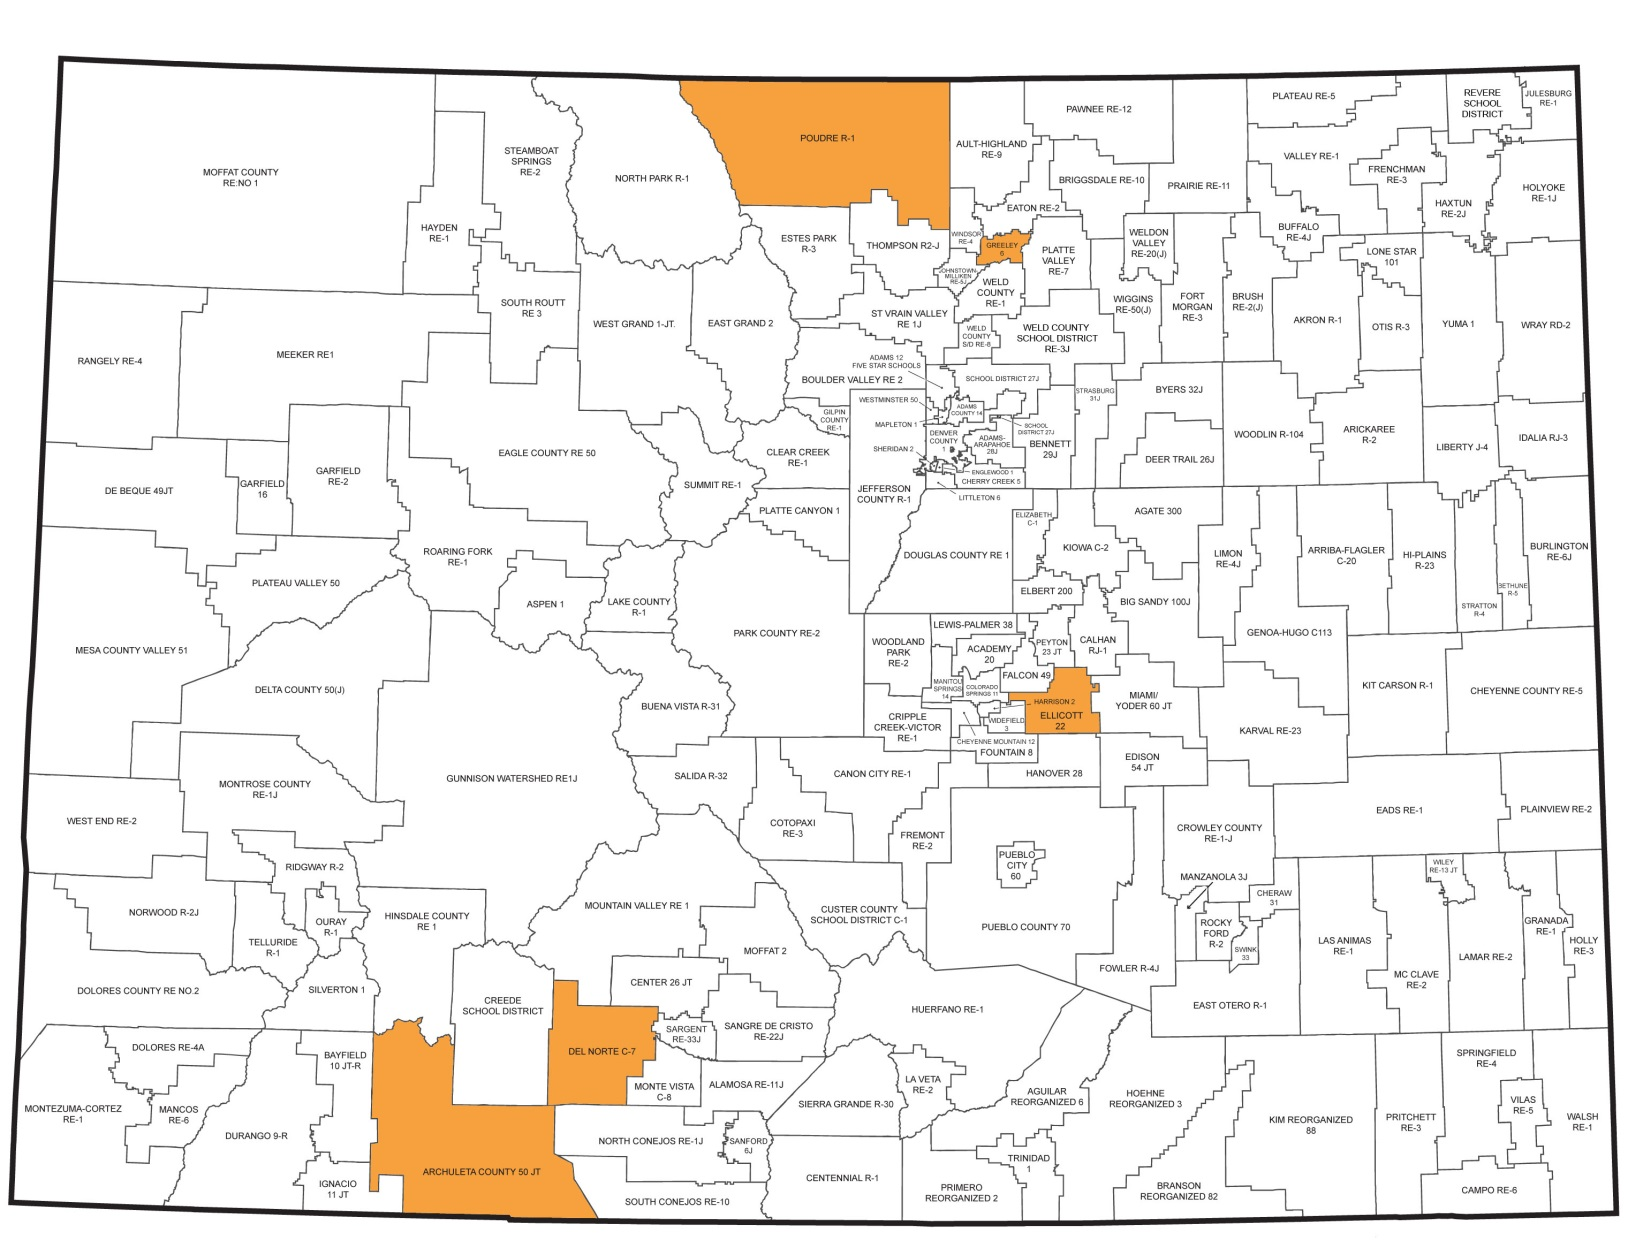 MOFFAT COUNTY
RE:NO 1
HAYDEN
RE-1
STEAMBOAT
SPRINGS
RE-2
NORTH PARK R-1
POUDRE R-1
AULT-HIGHLAND
RE-9
PAWNEE RE-12
BRIGGSDALE RE-10
PRAIRIE RE-11
PLATEAU RE-5
REVERE
SCHOOL
DISTRICT
JULESBURG
RE-1
VALLEY RE-1
FRENCHMAN
RE-3
HAXTUN
RE-2J
HOLYOKE
RE-1J
BUFFALO
RE-4J
LONE STAR
101
ESTES PARK
R-3
THOMPSON R2-J
WINDSOR
RE-4
EATON RE-2
GREELEY
6
PLATTE
VALLEY
RE-7
WELDON
VALLEY
RE-20(J)
JOHNSTOWN-
MILLIKEN
RE-5J
WELD
COUNTY
RE-1
SOUTH ROUTT
RE 3
WEST GRAND 1-JT.
EAST GRAND 2
ST VRAIN VALLEY
RE 1J
WELD
COUNTY
S/D RE-8
WELD COUNTY
SCHOOL DISTRICT
RE-3J
WIGGINS
RE-50(J)
FORT
MORGAN
RE-3
BRUSH
RE-2(J)
AKRON R-1
OTIS R-3
YUMA 1
WRAY RD-2
RANGELY RE-4
MEEKER RE1
ADAMS 12
FIVE STAR SCHOOLS
BOULDER VALLEY RE 2
SCHOOL DISTRICT 27J
STRASBURG
31J
BYERS 32J
WESTMINSTER 50
ADAMS
COUNTY 14
GILPIN
COUNTY
RE-1
MAPLETON 1
SCHOOL
DISTRICT 27J
DENVER
COUNTY
1
ADAMS-
ARAPAHOE
28J
BENNETT
29J
SHERIDAN 2
ENGLEWOOD 1
CHERRY CREEK 5
LITTLETON 6
DEER TRAIL 26J
WOODLIN R-104
ARICKAREE
R-2
LIBERTY J-4
IDALIA RJ-3
CLEAR CREEK
RE-1
EAGLE COUNTY RE 50
GARFIELD
RE-2
GARFIELD
16
DE BEQUE 49JT
SUMMIT RE-1
JEFFERSON
COUNTY R-1
PLATTE CANYON 1
ELIZABETH
C-1
AGATE 300
KIOWA C-2
DOUGLAS COUNTY RE 1
LIMON
RE-4J
ARRIBA-FLAGLER
C-20
HI-PLAINS
R-23
STRATTON
R-4
BETHUNE
R-5
BURLINGTON
RE-6J
ROARING FORK
RE-1
PLATEAU VALLEY 50
ASPEN 1
LAKE COUNTY
R-1
ELBERT 200
BIG SANDY 100J
GENOA-HUGO C113
MESA COUNTY VALLEY 51
PARK COUNTY RE-2
WOODLAND
PARK
RE-2
LEWIS-PALMER 38
ACADEMY
20
PEYTON
23 JT
CALHAN
RJ-1
FALCON 49
MANITOU
SPRINGS
14
COLORADO
SPRINGS 11
HARRISON 2
ELLICOTT
22
WIDEFIELD
3
MIAMI/
YODER 60 JT
KIT CARSON R-1
CHEYENNE COUNTY RE-5
DELTA COUNTY 50(J)
BUENA VISTA R-31
CRIPPLE
CREEK-VICTOR
RE-1
CHEYENNE MOUNTAIN 12
FOUNTAIN 8
KARVAL RE-23
EDISON
54 JT
HANOVER 28
MONTROSE COUNTY
RE-1J
GUNNISON WATERSHED RE1J
SALIDA R-32
CANON CITY RE-1
WEST END RE-2
COTOPAXI
RE-3
FREMONT
RE-2
PUEBLO
CITY
60
CROWLEY COUNTY
RE-1-J
EADS RE-1
PLAINVIEW RE-2
RIDGWAY R-2
MANZANOLA 3J
CHERAW
31
WILEY
RE-13 JT
NORWOOD R-2J
OURAY
R-1
TELLURIDE
R-1
HINSDALE COUNTY
RE 1
MOUNTAIN VALLEY RE 1
CUSTER COUNTY
SCHOOL DISTRICT C-1
PUEBLO COUNTY 70
ROCKY
FORD
R-2
SWINK
33
LAS ANIMAS
RE-1
MC CLAVE
RE-2
LAMAR RE-2
GRANADA
RE-1
HOLLY
RE-3
MOFFAT 2
FOWLER R-4J
DOLORES COUNTY RE NO.2
SILVERTON 1
CREEDE
SCHOOL DISTRICT
CENTER 26 JT
HUERFANO RE-1
EAST OTERO R-1
DOLORES RE-4A
BAYFIELD
10 JT-R
DEL NORTE C-7
SARGENT
RE-33J
SANGRE DE CRISTO
RE-22J
MONTE VISTA
C-8
ALAMOSA RE-11J
LA VETA
RE-2
SIERRA GRANDE R-30
AGUILAR
REORGANIZED 6
HOEHNE
REORGANIZED 3
KIM REORGANIZED
88
PRITCHETT
RE-3
SPRINGFIELD
RE-4
VILAS
RE-5
WALSH
RE-1
MONTEZUMA-CORTEZ
RE-1
MANCOS
RE-6
DURANGO 9-R
IGNACIO
11 JT
ARCHULETA COUNTY 50 JT
NORTH CONEJOS RE-1J
SANFORD
6J
SOUTH CONEJOS RE-10
CENTENNIAL R-1
PRIMERO
REORGANIZED 2
TRINIDAD
1
BRANSON
REORGANIZED 82
CAMPO RE-6